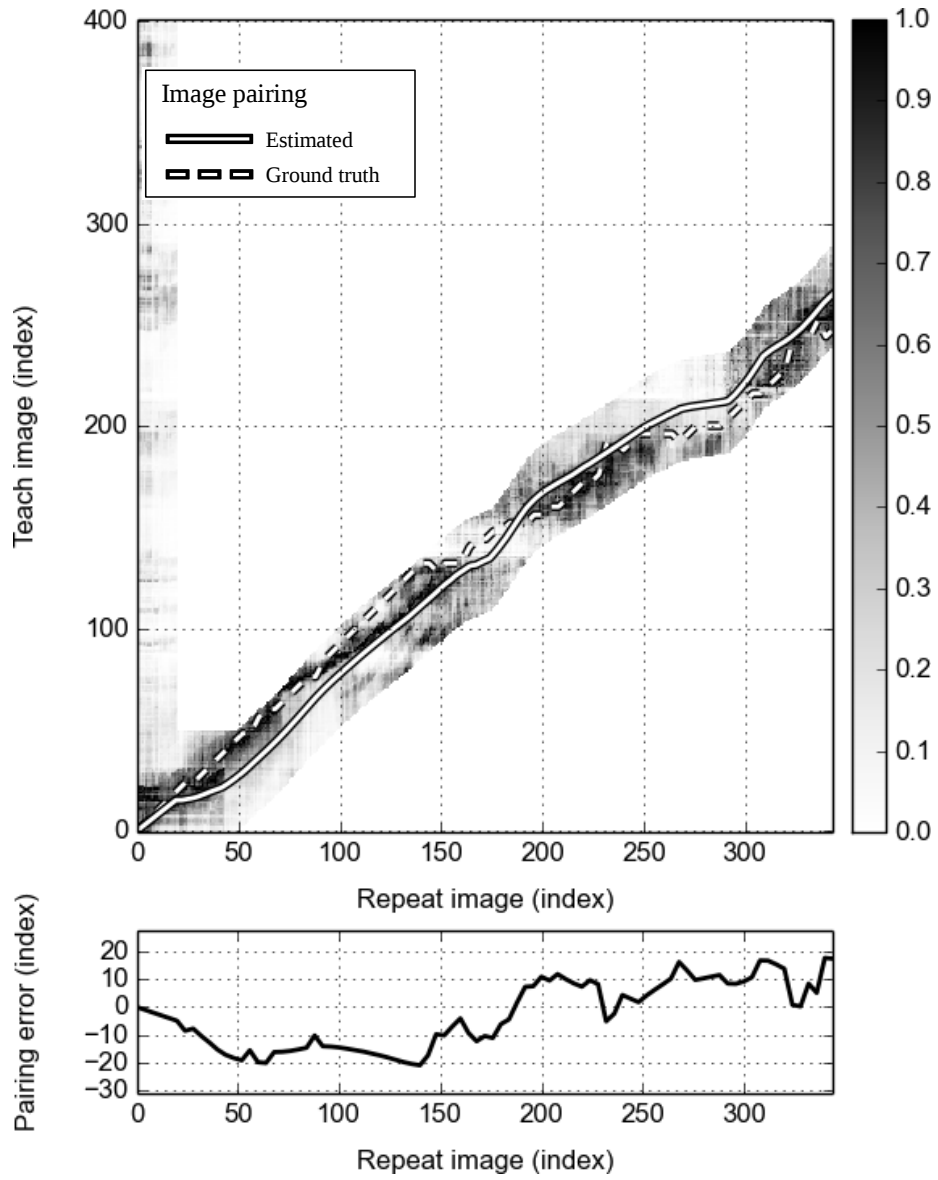 400
300
200
100
0
Teach image (index)
Image pairing
Estimated
Ground truth
0 50 100 150 200 250 300
Repeat image (index)
1.0
0.9
0.8
0.7
0.6
0.5
0.4
0.3
0.2
0.1
0.0
20
10
0
−10
−20
−30
Pairing error (index)
0 50 100 150 200 250 300
Repeat image (index)